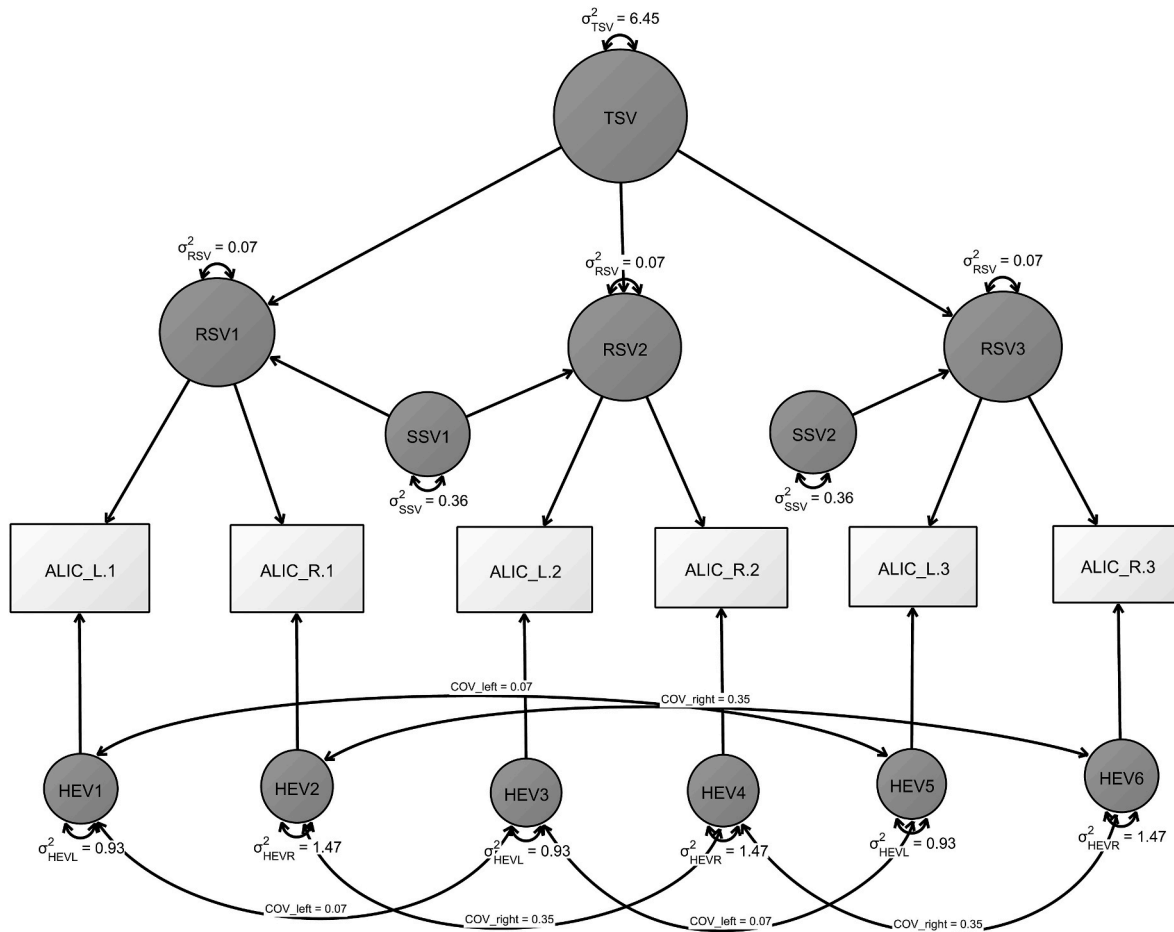 σ²TSV = 6.45
TSV
σ²RSV = 0.07
σ²RSV = 0.07
σ²RSV = 0.07
RSV1
RSV2
RSV3
SSV1
SSV2
σ²SSV = 0.36
σ²SSV = 0.36
ALIC_L.1
ALIC_R.1
ALIC_L.2
ALIC_R.2
ALIC_L.3
ALIC_R.3
COV_left = 0.07
COV_right = 0.35
HEV1
HEV2
HEV3
HEV4
HEV5
HEV6
σ²HEVL = 0.93
σ²HEVR = 1.47
σ²HEVL = 0.93
σ²HEVR = 1.47
σ²HEVL = 0.93
σ²HEVR = 1.47
COV_left = 0.07
COV_right = 0.35
COV_left = 0.07
COV_right = 0.35